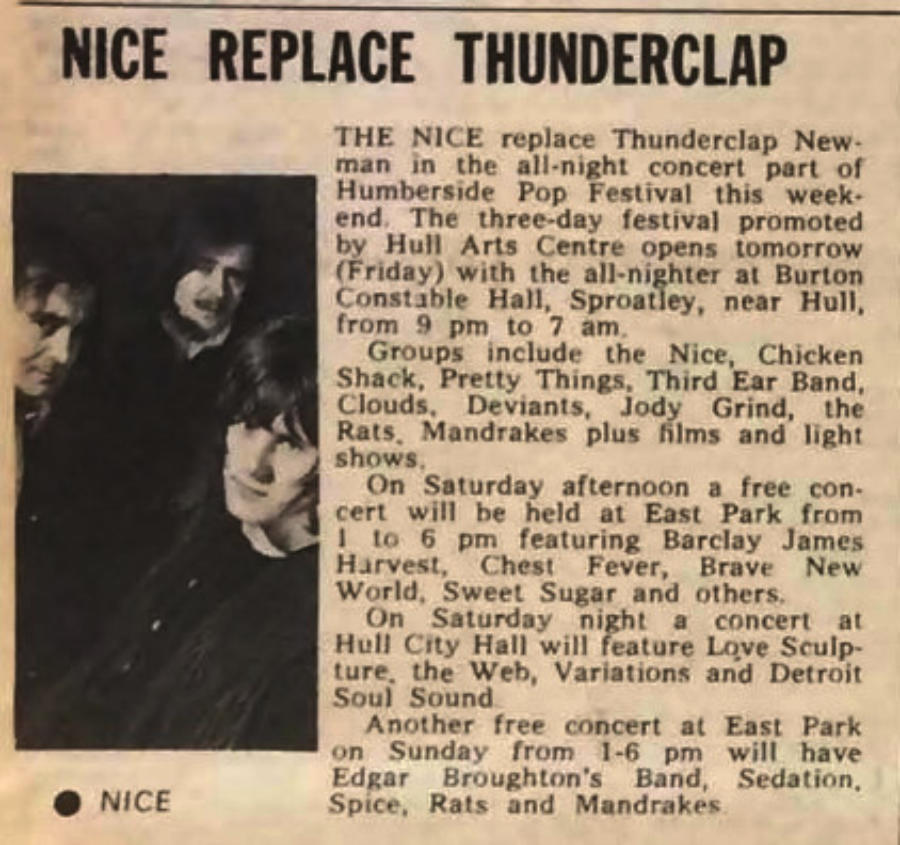 NICE REPLACE THUNDERCLAP
THE NICE replace Thunderclap New-
man in the all-night concert part of
Humberside Pop Festival this week-
end. The three-day festival promoted
by Hull Arts Centre opens tomorrow
(Friday) with the all-nighter at Burton
Constable Hall, Sproatley, near Hull,
from 9 pm to 7 am.
Groups include the Nice, Chicken
Shack, Pretty Things, Third Ear Band,
Clouds, Deviants, Jody Grind, the
Rats, Mandrakes plus films and light
shows.
On Saturday afternoon a free con-
cert will be held at East Park from
1 to 6 pm featuring Barclay James
Harvest, Chest Fever, Brave New
World, Sweet Sugar and others.
On Saturday night a concert at
Hull City Hall will feature Love Sculp-
ture, the Web, Variations and Detroit
Soul Sound.
Another free concert at East Park
on Sunday from 1-6 pm will have
Edgar Broughton's Band, Sedation,
Spice, Rats and Mandrakes.
● NICE